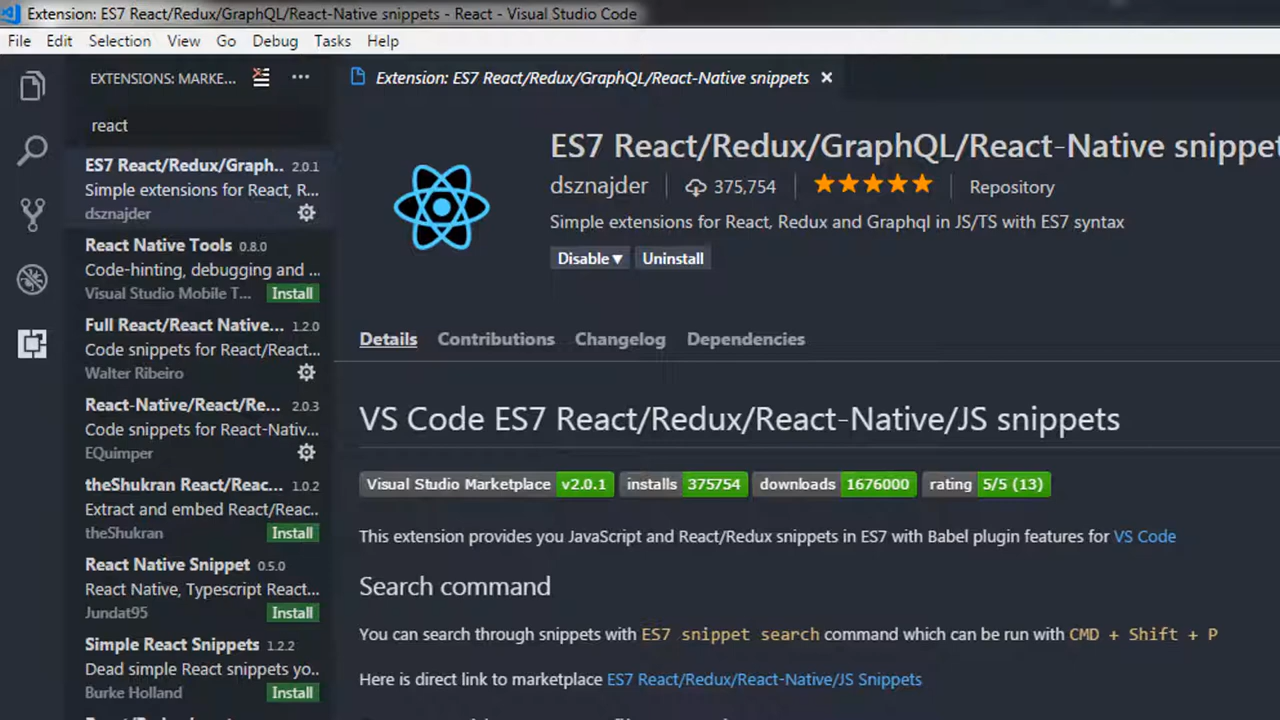 Extension: ES7 React/Redux/GraphQL/React-Native snippets - React - Visual Studio Code
File Edit Selection View Go Debug Tasks Help
EXTENSIONS: MARKE...
react
ES7 React/Redux/Graph.. 2.0.1
Simple extensions for React, R...
dsznajder
React Native Tools 0.8.0
Code-hinting, debugging and ...
Visual Studio Mobile T... Install
Full React/React Native... 1.2.0
Code snippets for React/React...
Walter Ribeiro
React-Native/React/Re... 2.0.3
Code snippets for React-Nativ...
EQuimper
theShukran React/Reac... 1.0.2
Extract and embed React/Reac...
theShukran Install
React Native Snippet 0.5.0
React Native, Typescript React...
Jundat95 Install
Simple React Snippets 1.2.2
Dead simple React snippets yo...
Burke Holland Install
Extension: ES7 React/Redux/GraphQL/React-Native snippets
ES7 React/Redux/GraphQL/React-Native snippet
dsznajder 375,754 Repository
Simple extensions for React, Redux and Graphql in JS/TS with ES7 syntax
Disable Uninstall
Details Contributions Changelog Dependencies
VS Code ES7 React/Redux/React-Native/JS snippets
Visual Studio Marketplace v2.0.1 installs 375754 downloads 1676000 rating 5/5 (13)
This extension provides you JavaScript and React/Redux snippets in ES7 with Babel plugin features for VS Code
Search command
You can search through snippets with ES7 snippet search command which can be run with CMD + Shift + P
Here is direct link to marketplace ES7 React/Redux/React-Native/JS Snippets